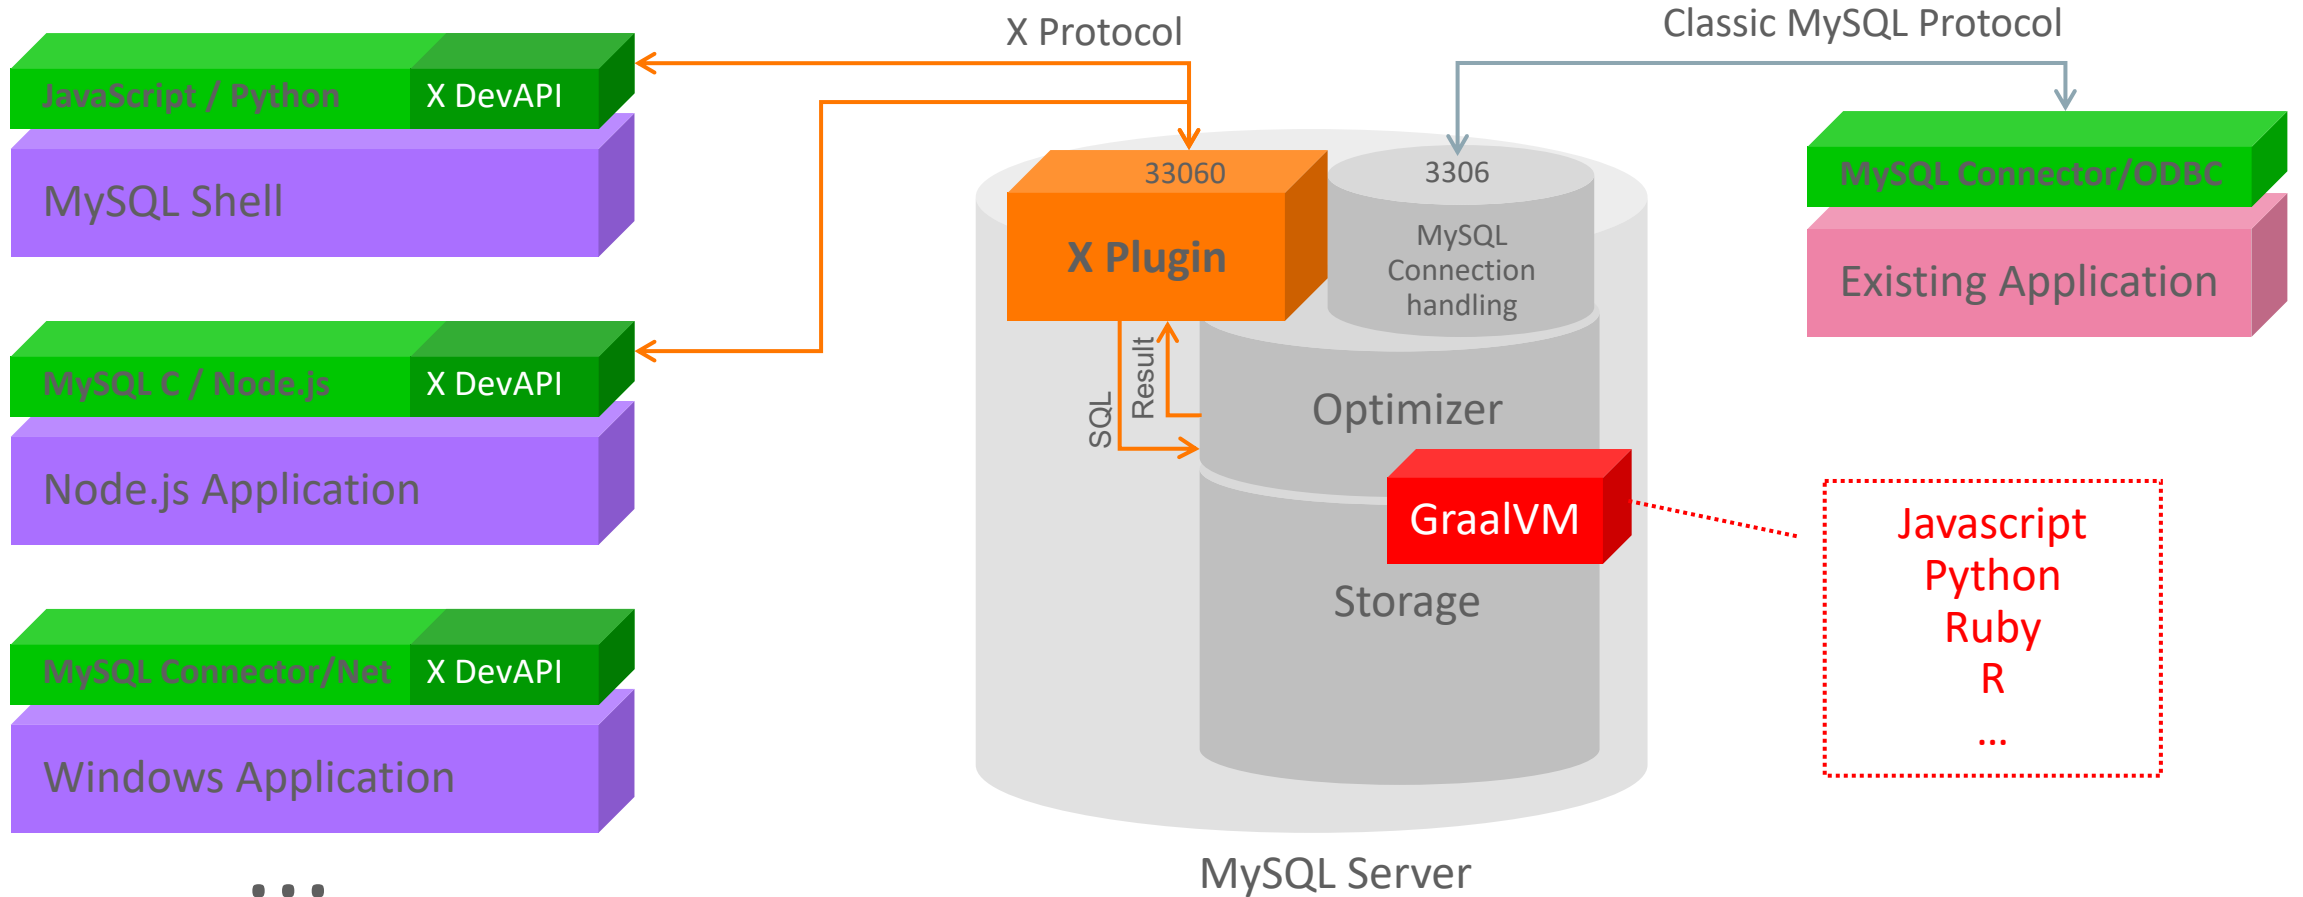 X Protocol
Classic MySQL Protocol
JavaScript / Python
X DevAPI
MySQL Shell
MySQL C / Node.js
X DevAPI
Node.js Application
MySQL Connector/Net
X DevAPI
Windows Application
...
33060
X Plugin
3306
MySQL
Connection
handling
SQL
Result
Optimizer
GraalVM
Storage
MySQL Server
MySQL Connector/ODBC
Existing Application
Javascript
Python
Ruby
R
...